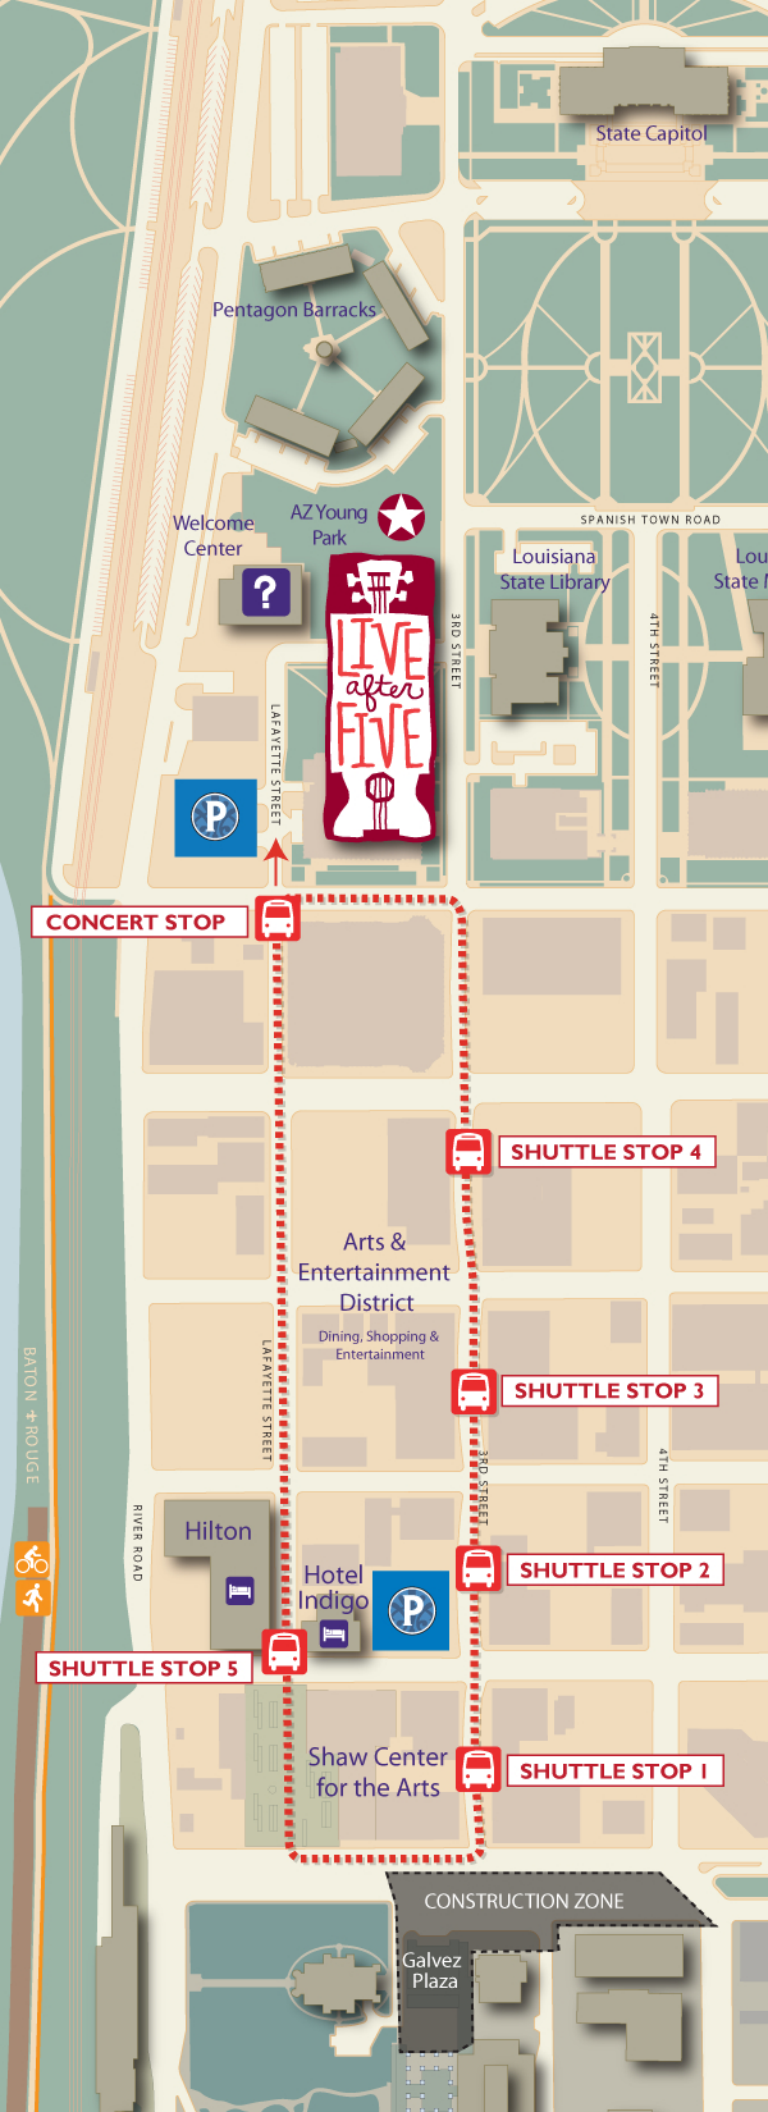 State Capitol
Pentagon Barracks
SPANISH TOWN ROAD
AZ Young
Park
Welcome
Center
?
Louisiana
State Library
Lou
State
3RD STREET
4TH STREET
LIVE
after
FIVE
LAFAYETTE STREET
P
CONCERT STOP
SHUTTLE STOP 4
Arts &
Entertainment
District
Dining, Shopping &
Entertainment
LAFAYETTE STREET
SHUTTLE STOP 3
BATON ROUGE
3RD STREET
4TH STREET
RIVER ROAD
Hilton
SHUTTLE STOP 2
Hotel
Indigo
P
SHUTTLE STOP 5
Shaw Center
for the Arts
SHUTTLE STOP 1
CONSTRUCTION ZONE
Galvez
Plaza